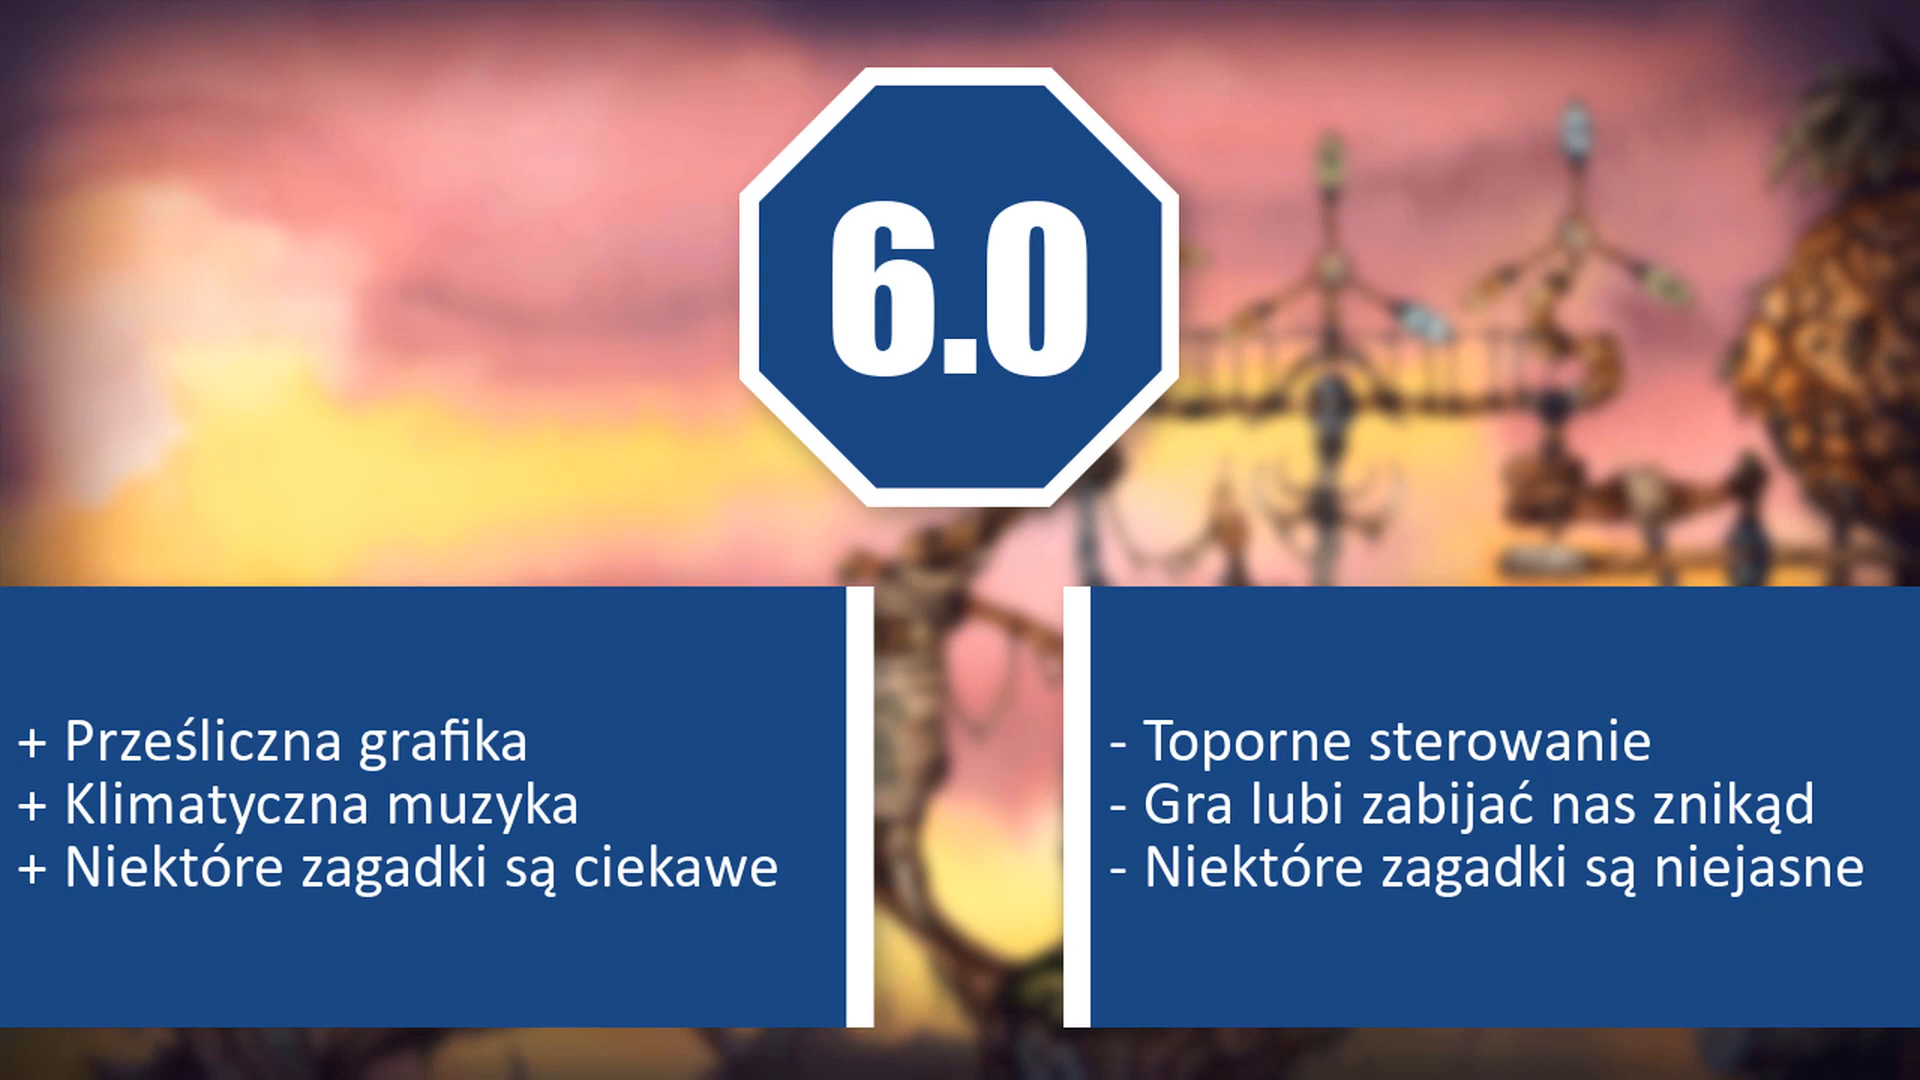 6.0
+ Prześliczna grafika
+ Klimatyczna muzyka
+ Niektóre zagadki są ciekawe
- Toporne sterowanie
- Gra lubi zabijać nas znikąd
- Niektóre zagadki są niejasne